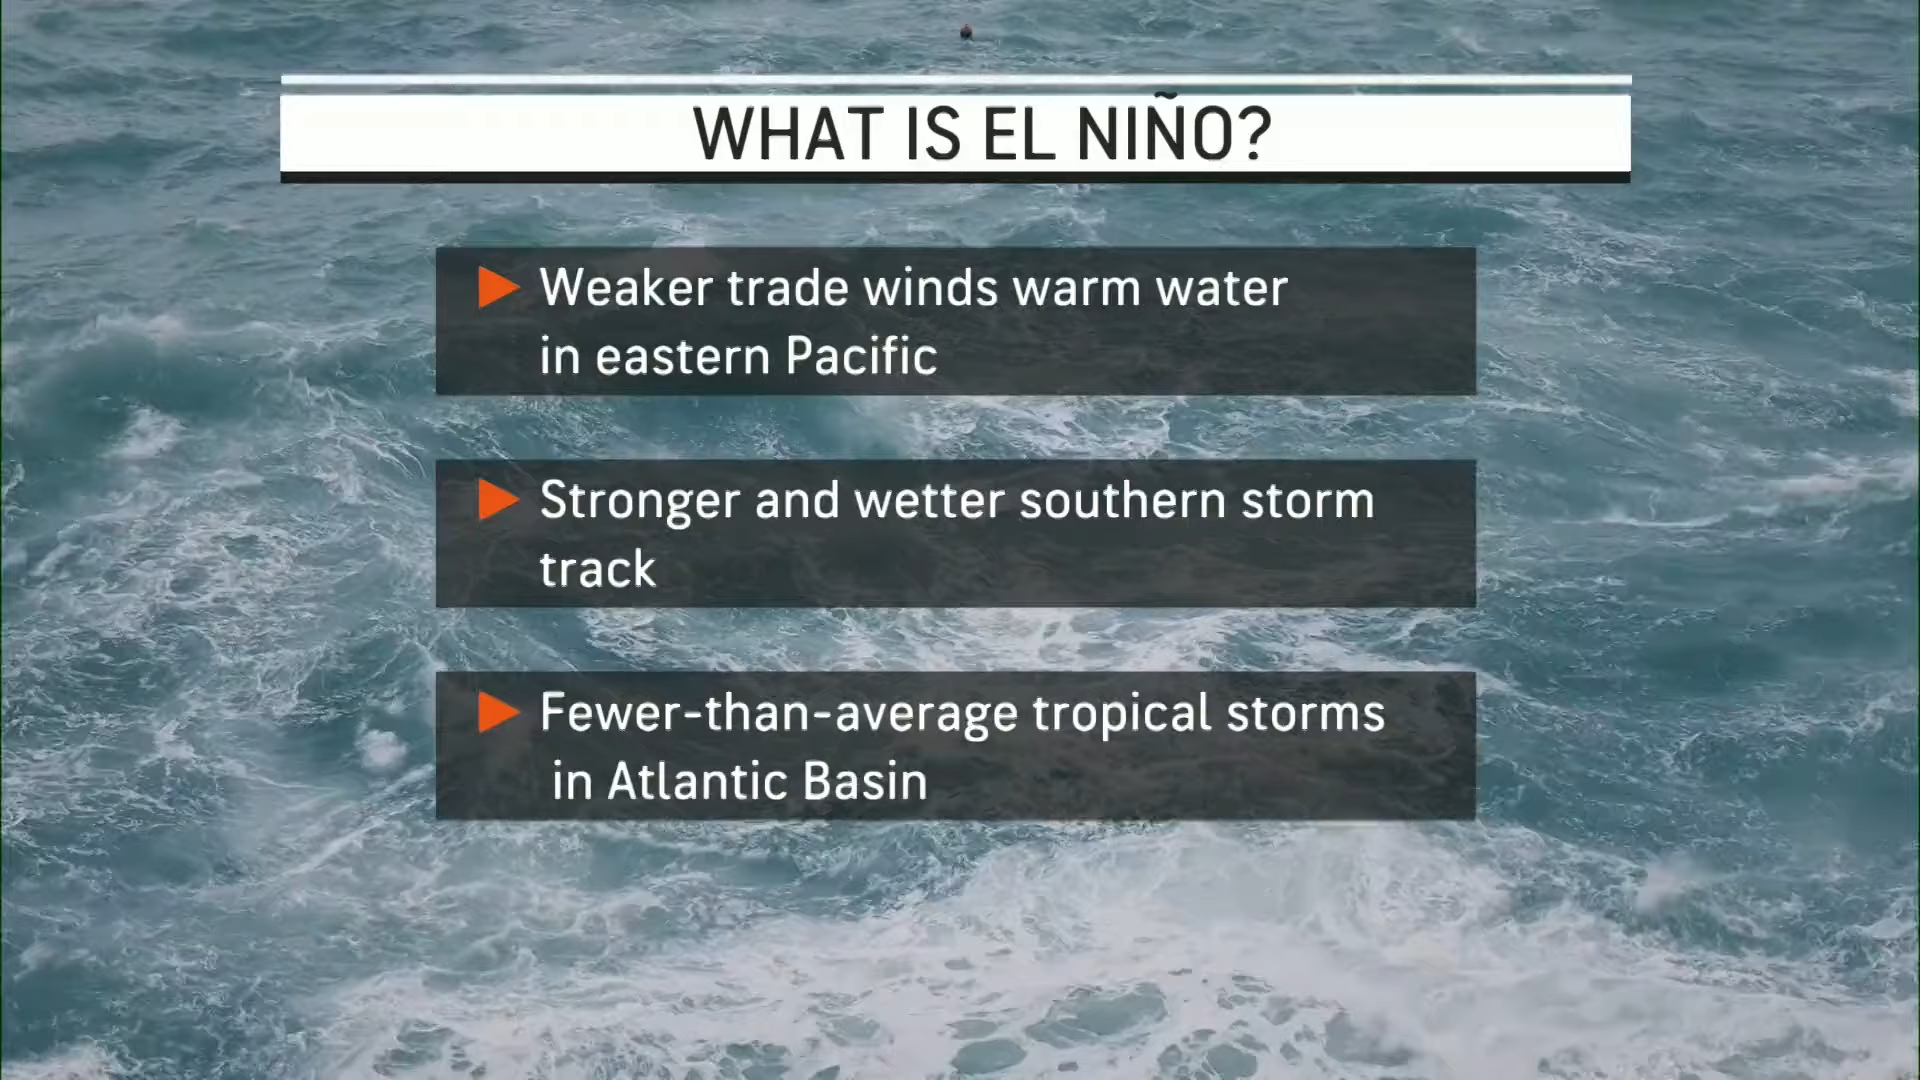 WHAT IS EL NIÑO?
Weaker trade winds warm water
in eastern Pacific
Stronger and wetter southern storm
track
Fewer-than-average tropical storms
in Atlantic Basin